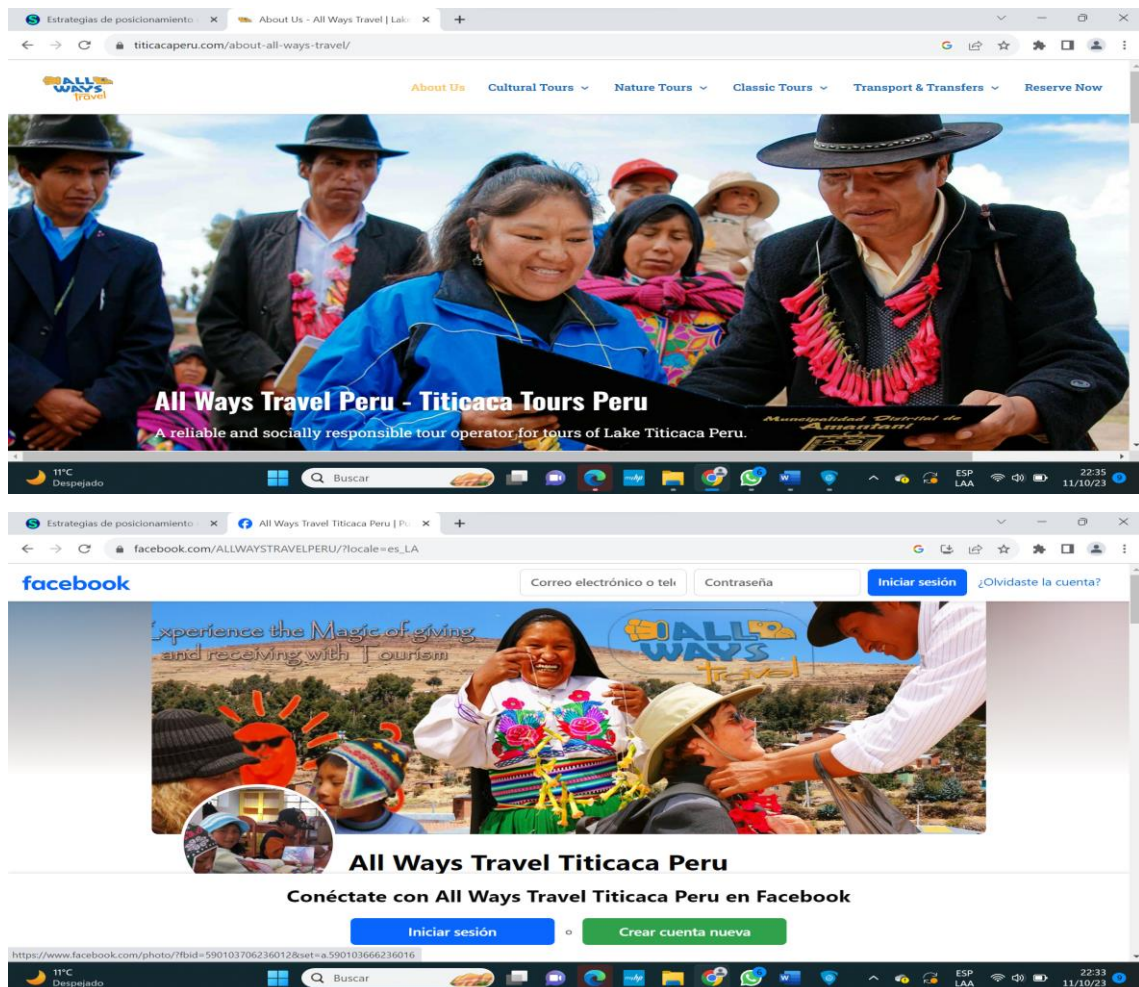 Estrategias de posicionamiento
About Us - All Ways Travel | Lak
titicacaperu.com/about-all-ways-travel/
ALL WAYS travel
About Us Cultural Tours Nature Tours Classic Tours Transport & Transfers Reserve Now
Municipalidad Distrital de
Amantani
All Ways Travel Peru - Titicaca Tours Peru
A reliable and socially responsible tour operator for tours of Lake Titicaca Peru.
11°C
Despejado
Buscar
ESP
LAA
22:35
11/10/23
Estrategias de posicionamiento -
All Ways Travel Titicaca Peru | Pu
facebook.com/ALLWAYSTRAVELPERU/?locale=es_LA
facebook
Correo electrónico o telé
Contraseña
Iniciar sesión
¿Olvidaste la cuenta?
Experience the Magic of giving
and receiving with Tourism
ALL
WAYS
travel
All Ways Travel Titicaca Peru
Conéctate con All Ways Travel Titicaca Peru en Facebook
Iniciar sesión o Crear cuenta nueva
https://www.facebook.com/photo/?fbid=590103706236012&set=a.590103666236016
11°C
Despejado
Buscar
ESP
LAA
22:33
11/10/23